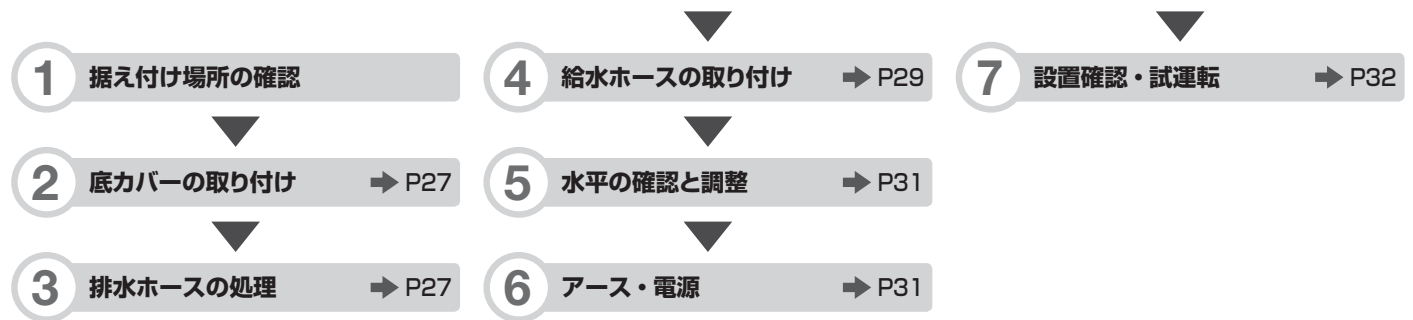 1 据え付け場所の確認
2 底カバーの取り付け ➡ P27
3 排水ホースの処理 ➡ P27
4 給水ホースの取り付け ➡ P29
5 水平の確認と調整 ➡ P31
6 アース・電源 ➡ P31
7 設置確認・試運転 ➡ P32